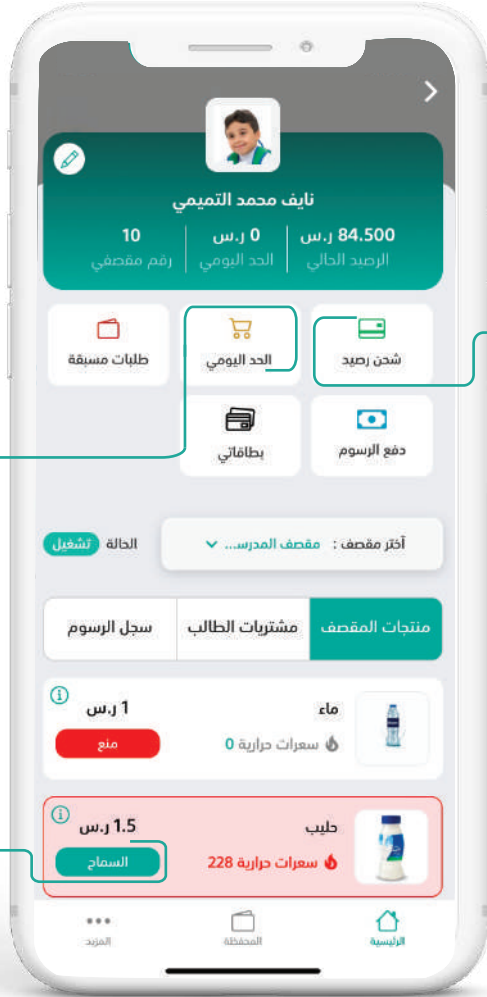 نايف محمد التميمي
84.500 ر.س
0 ر.س
10
الرصيد الحالي
الحد اليومي
رقم مقصفي
شحن رصيد
الحد اليومي
طلبات مسبقة
دفع الرسوم
بطاقاتي
أختر مقصف : مقصف المدرس...
الحالة تشغيل
منتجات المقصف
مشتريات الطالب
سجل الرسوم
ماء
1 ر.س
سعرات حرارية 0
منع
حليب
1.5 ر.س
سعرات حرارية 228
السماح
الرئيسية
المحفظة
المزيد